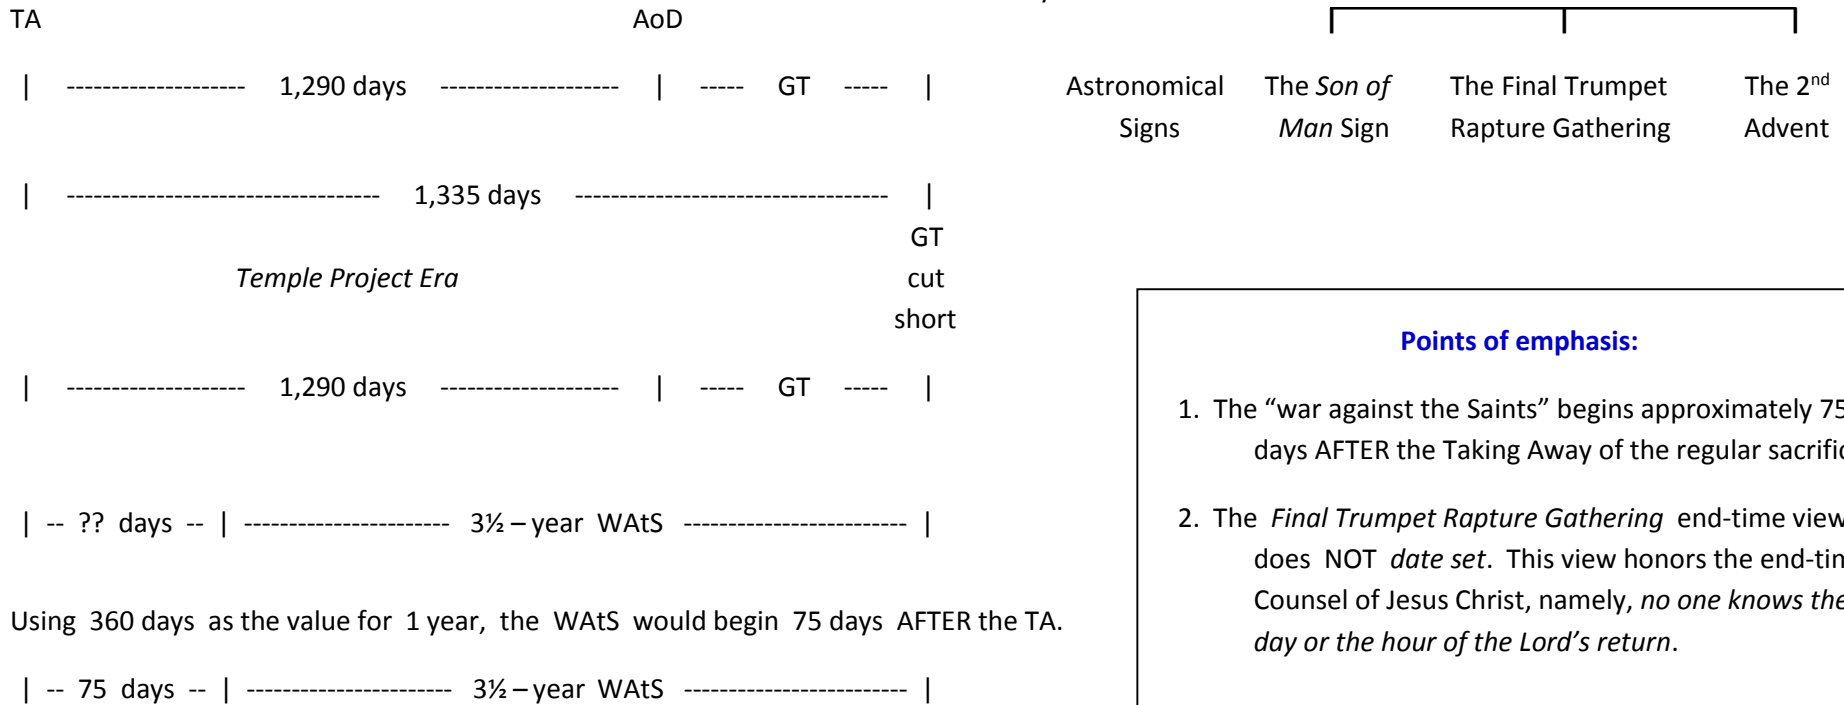 TA AoD
| -------------------- 1,290 days -------------------- | ----- GT ----- |
Astronomical Signs
The Son of Man Sign
The Final Trumpet Rapture Gathering
The 2nd Advent
| ----------------------------------- 1,335 days ----------------------------------- |
GT
cut
short
Temple Project Era
| -------------------- 1,290 days -------------------- | ----- GT ----- |
| -- ?? days -- | ----------------------- 3½ – year WAtS ------------------------- |
Using 360 days as the value for 1 year, the WAtS would begin 75 days AFTER the TA.
| -- 75 days -- | ----------------------- 3½ – year WAtS ------------------------- |
Points of emphasis:
1. The “war against the Saints” begins approximately 75
days AFTER the Taking Away of the regular
2. The Final Trumpet Rapture Gathering end-time view
does NOT date set. This view honors the
Counsel of Jesus Christ, namely, no one knows the
day or the hour of the Lord’s return.